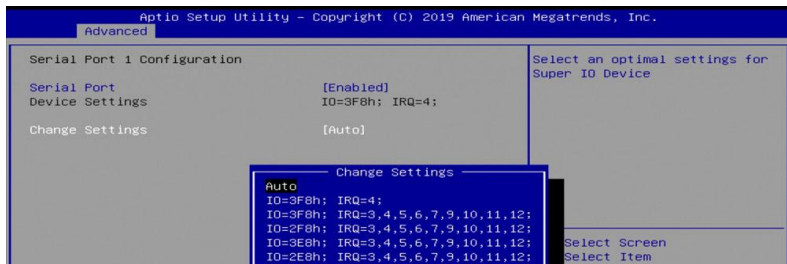 Aptio Setup Utility – Copyright (C) 2019 American Megatrends, Inc.
Advanced
Serial Port 1 Configuration
Serial Port [Enabled]
Device Settings IO=3F8h; IRQ=4;
Change Settings [Auto]
Select an optimal settings for
Super IO Device
Change Settings
Auto
IO=3F8h; IRQ=4;
IO=3F8h; IRQ=3,4,5,6,7,9,10,11,12;
IO=2F8h; IRQ=3,4,5,6,7,9,10,11,12;
IO=3E8h; IRQ=3,4,5,6,7,9,10,11,12;
IO=2E8h; IRQ=3,4,5,6,7,9,10,11,12;
Select Screen
Select Item